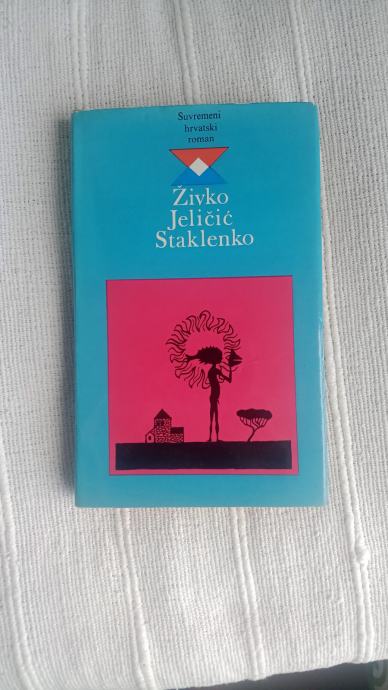 Suvremeni
hrvatski
roman
Živko
Jeličić
Staklenko